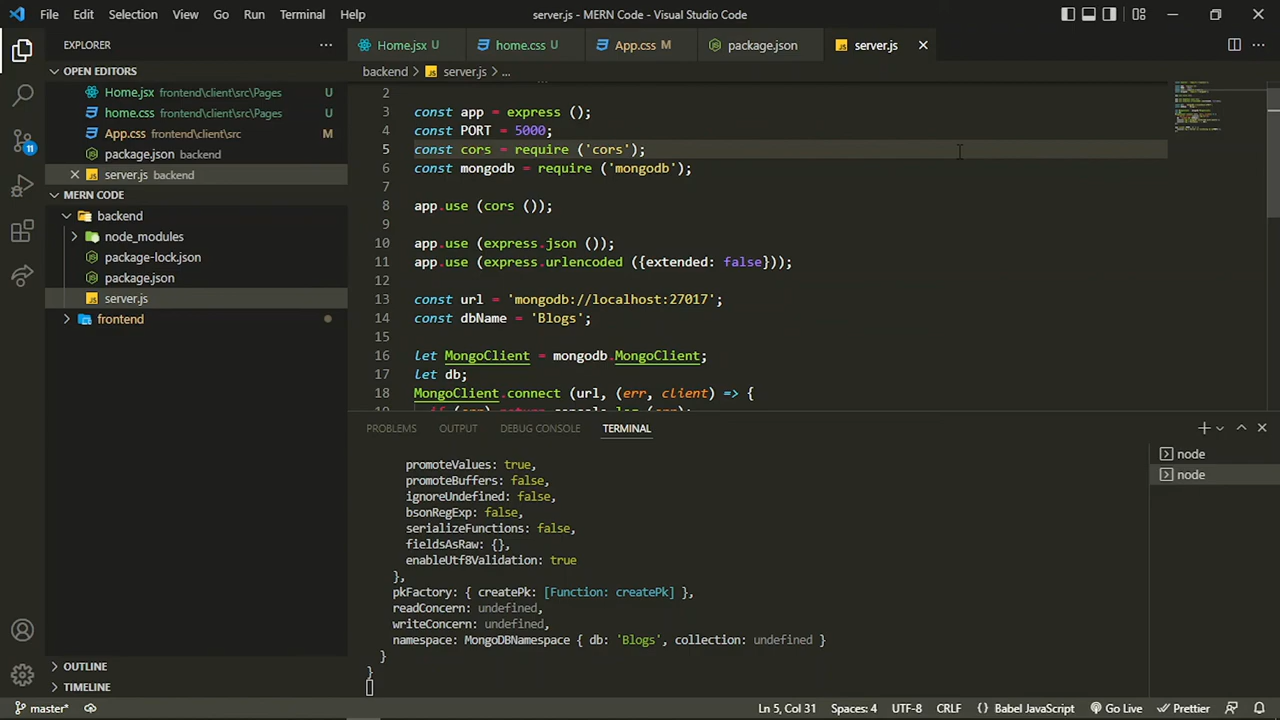 File Edit Selection View Go Run Terminal Help server.js - MERN Code - Visual Studio Code
EXPLORER
Home.jsx U home.css U App.css M package.json server.js
OPEN EDITORS
backend > server.js > ...
Home.jsx frontend\client\src\Pages U
home.css frontend\client\src\Pages U
App.css frontend\client\src M
package.json backend
server.js backend
MERN CODE
backend
node_modules
package-lock.json
package.json
server.js
frontend
OUTLINE
TIMELINE
11
2
3 const app = express ();
4 const PORT = 5000;
5 const cors = require ('cors');
6 const mongodb = require ('mongodb');
7
8 app.use (cors ());
9
10 app.use (express.json ());
11 app.use (express.urlencoded ({extended: false}));
12
13 const url = 'mongodb://localhost:27017';
14 const dbName = 'Blogs';
15
16 let MongoClient = mongodb.MongoClient;
17 let db;
18 MongoClient.connect (url, (err, client) => {
PROBLEMS OUTPUT DEBUG CONSOLE TERMINAL
promoteValues: true,
promoteBuffers: false,
ignoreUndefined: false,
bsonRegExp: false,
serializeFunctions: false,
fieldsAsRaw: {},
enableUtf8Validation: true
},
pkFactory: { createPk: [Function: createPk] },
readConcern: undefined,
writeConcern: undefined,
namespace: MongoDBNamespace { db: 'Blogs', collection: undefined }
}
}
node
node
master* Ln 5, Col 31 Spaces: 4 UTF-8 CRLF {} Babel JavaScript Go Live Prettier